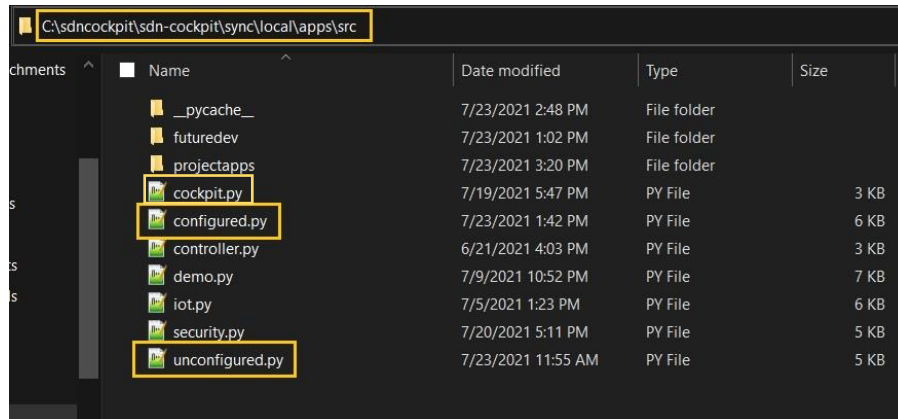 C:\sdncockpit\sdn-cockpit\sync\local\apps\src
chments Name Date modified Type Size
__pycache__ 7/23/2021 2:48 PM File folder
futuredev 7/23/2021 1:02 PM File folder
projectapps 7/23/2021 3:20 PM File folder
cockpit.py 7/19/2021 5:47 PM PY File 3 KB
s
configured.py 7/23/2021 1:42 PM PY File 6 KB
controller.py 6/21/2021 4:03 PM PY File 3 KB
ts
demo.py 7/9/2021 10:52 PM PY File 7 KB
ls
iot.py 7/5/2021 1:23 PM PY File 6 KB
security.py 7/20/2021 5:11 PM PY File 5 KB
unconfigured.py 7/23/2021 11:55 AM PY File 5 KB